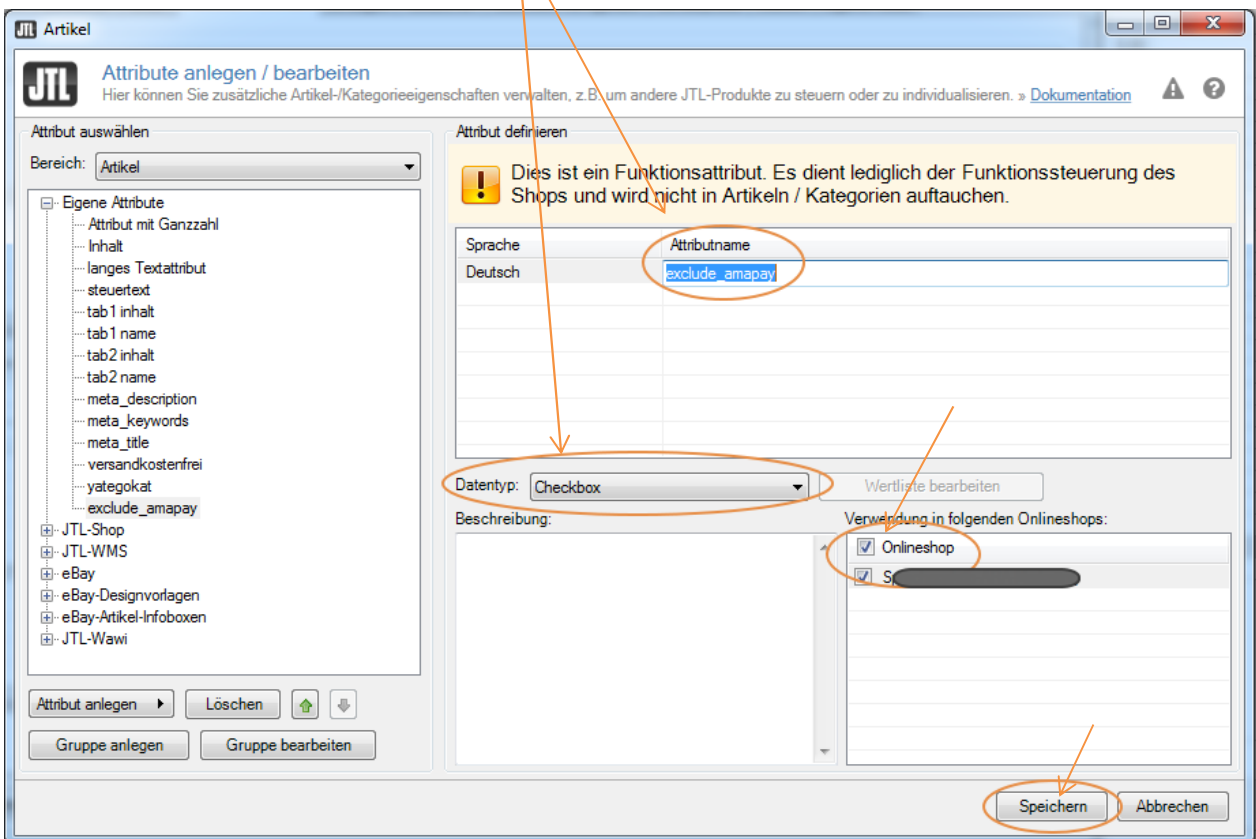 JTL Artikel
JTL
Attribute anlegen / bearbeiten
Hier können Sie zusätzliche Artikel-/Kategorieeigenschaften verwalten, z.B. um andere JTL-Produkte zu steuern oder zu individualisieren. » Dokumentation
Attribut auswählen
Bereich: Artikel
Eigene Attribute
Attribut mit Ganzzahl
Inhalt
langes Textattribut
steuertext
tab1 inhalt
tab1 name
tab2 inhalt
tab2 name
meta_description
meta_keywords
meta_title
versandkostenfrei
yategokat
exclude_amapay
JTL-Shop
JTL-WMS
eBay
eBay-Designvorlagen
eBay-Artikel-Infoboxen
JTL-Wawi
Attribut anlegen Löschen
Gruppe anlegen Gruppe bearbeiten
Attribut definieren
Dies ist ein Funktionsattribut. Es dient lediglich der Funktionssteuerung des
Shops und wird nicht in Artikeln / Kategorien auftauchen.
Sprache Attributname
Deutsch exclude_amapay
Datentyp: Checkbox Wertliste bearbeiten
Beschreibung:
Verwendung in folgenden Onlineshops:
Onlineshop
Speichern Abbrechen